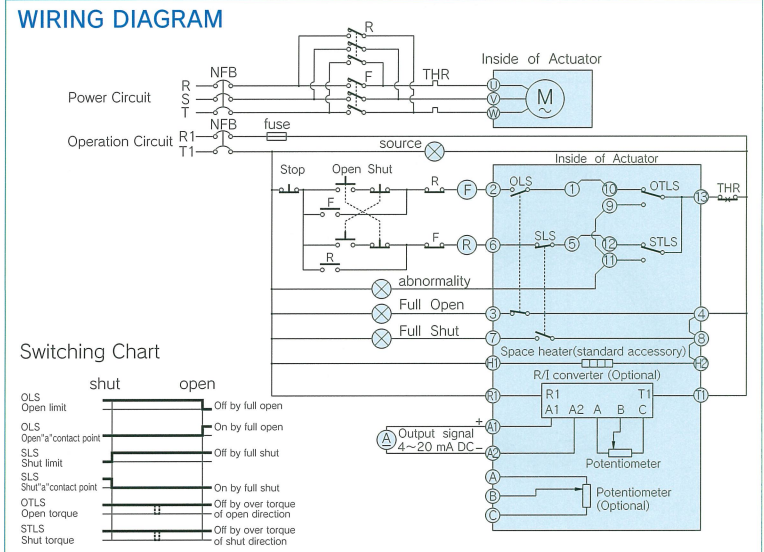 WIRING DIAGRAM
R
Inside of Actuator
NFB
F
THR
R
S
T
Power Circuit
U
V
W
M
~
NFB
fuse
Operation Circuit
R1
T1
source
Inside of Actuator
Stop
Open
Shut
R
F
2
OLS
1
10
OTLS
13
THR
F
9
F
R
6
SLS
5
12
STLS
R
11
abnormality
Full Open
3
4
Full Shut
7
8
Space heater(standard accessory)
H1
H2
R/I converter (Optional)
R1
R1
T1
T1
A1
A2
A
B
C
A1
+
A
Output signal
4~20 mA DC
−
A2
Potentiometer
A
B
C
Potentiometer
(Optional)
Switching Chart
shut
open
OLS
Open limit
Off by full open
OLS
Open"a"contact point
On by full open
SLS
Shut limit
Off by full shut
SLS
Shut"a"contact point
On by full shut
OTLS
Open torque
Off by over torque
of open direction
STLS
Shut torque
Off by over torque
of shut direction